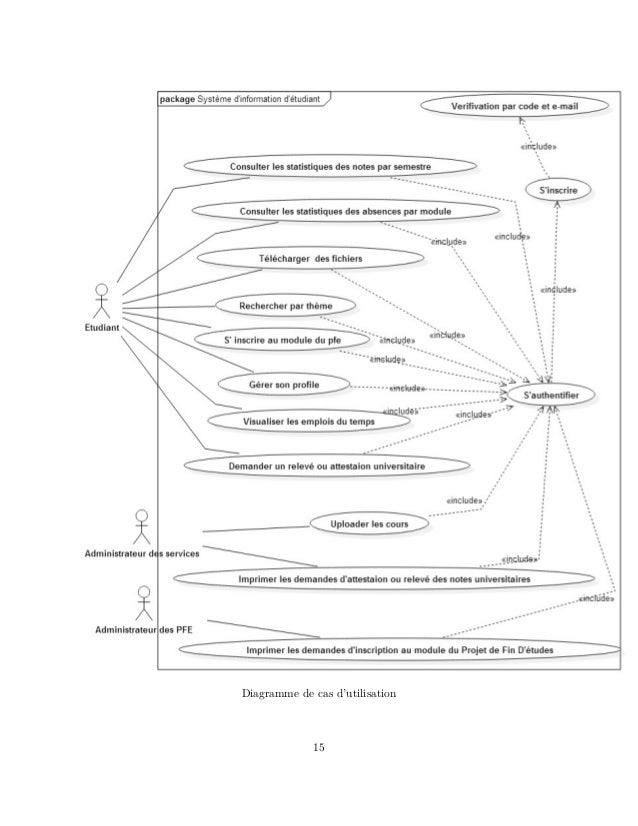 package Système d'information d'étudiant
Verifivation par code et e-mail
«include»
Consulter les statistiques des notes par semestre
S'inscrire
Consulter les statistiques des absences par module
«include»
«include»
Télécharger des fichiers
«include»
Rechercher par thème
Etudiant
S' inscrire au module du pfe
«include»
«include»
«include»
Gérer son profile
«include»
S'authentifier
Visualiser les emplois du temps
«include»
«include»
Demander un relevé ou attestaion universitaire
«include»
Uploader les cours
Administrateur des services
«include»
Imprimer les demandes d'attestaion ou relevé des notes universitaires
«include»
Administrateur des PFE
Imprimer les demandes d'inscription au module du Projet de Fin D'études
Diagramme de cas d'utilisation
15